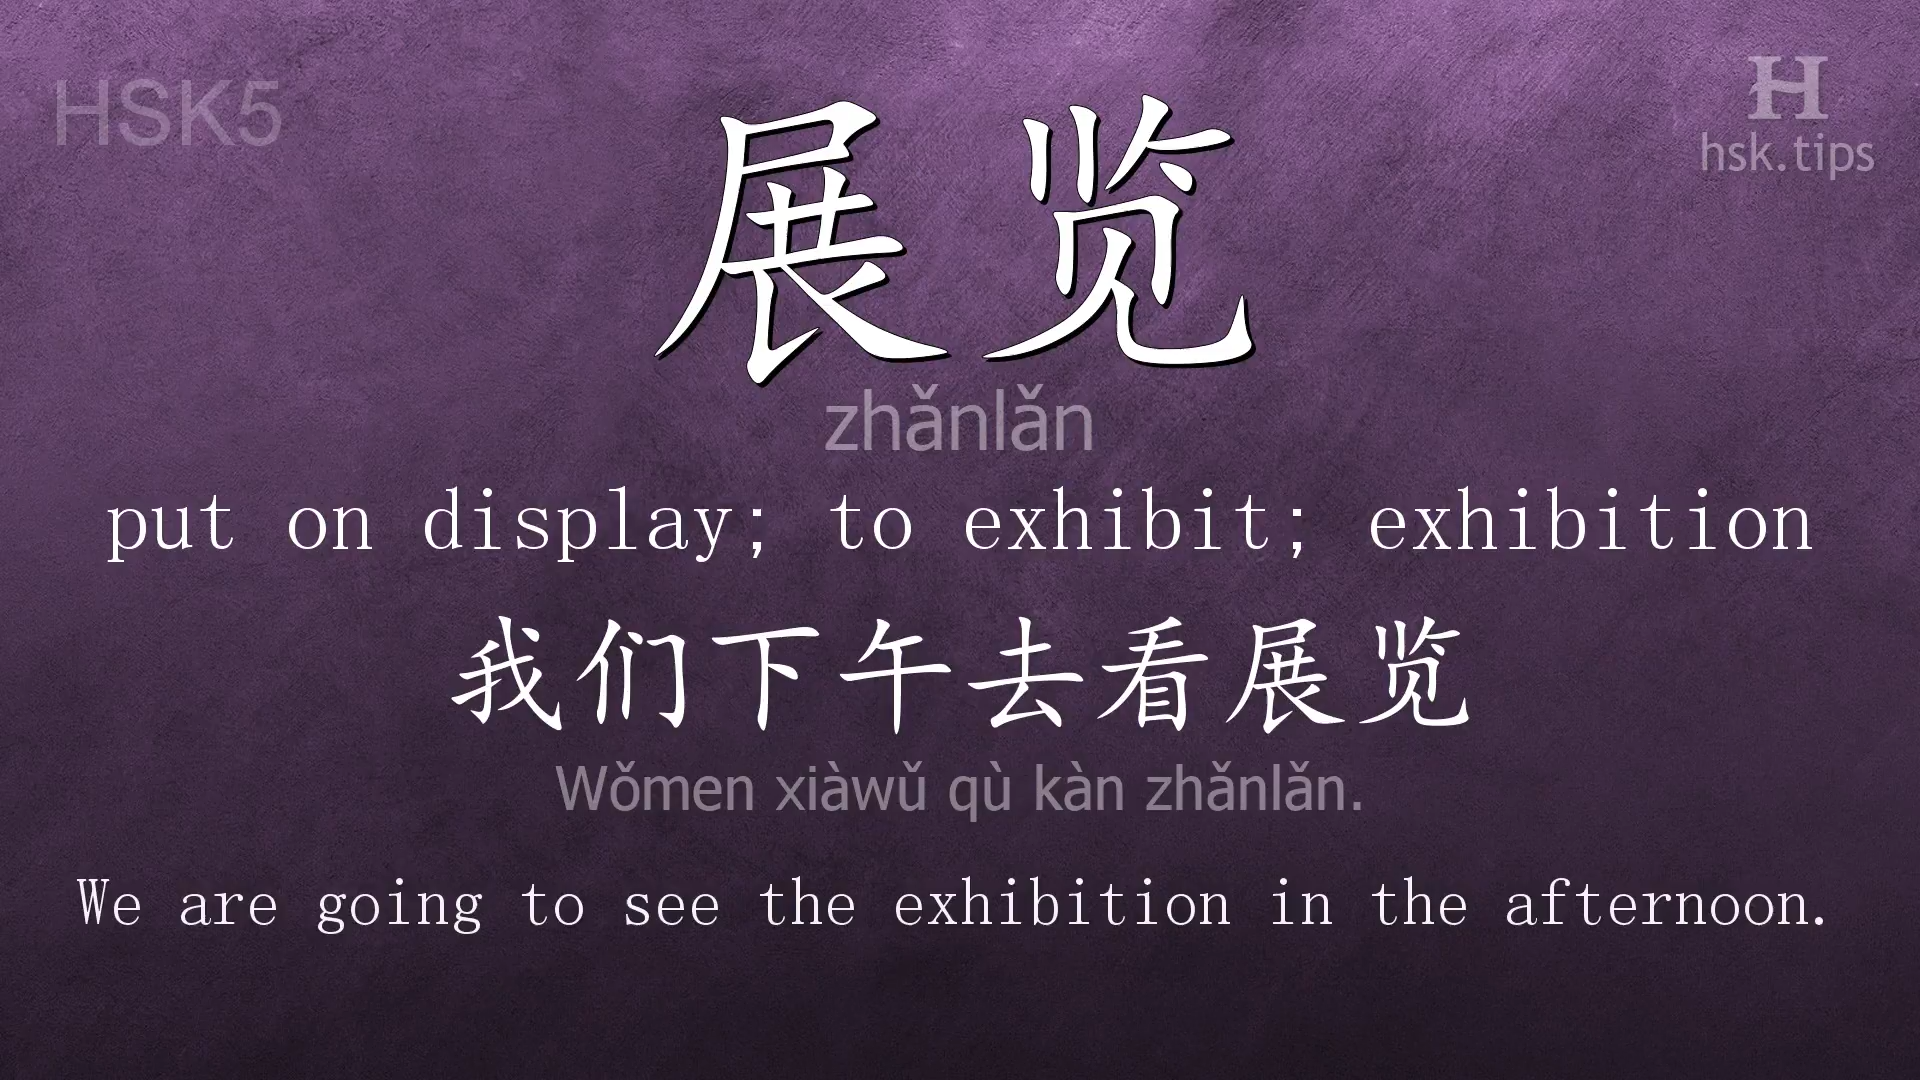 HSK5
H
hsk.tips
展览
zhǎnlǎn
put on display; to exhibit; exhibition
我们下午去看展览
Wǒmen xiàwǔ qù kàn zhǎnlǎn.
We are going to see the exhibition in the afternoon.